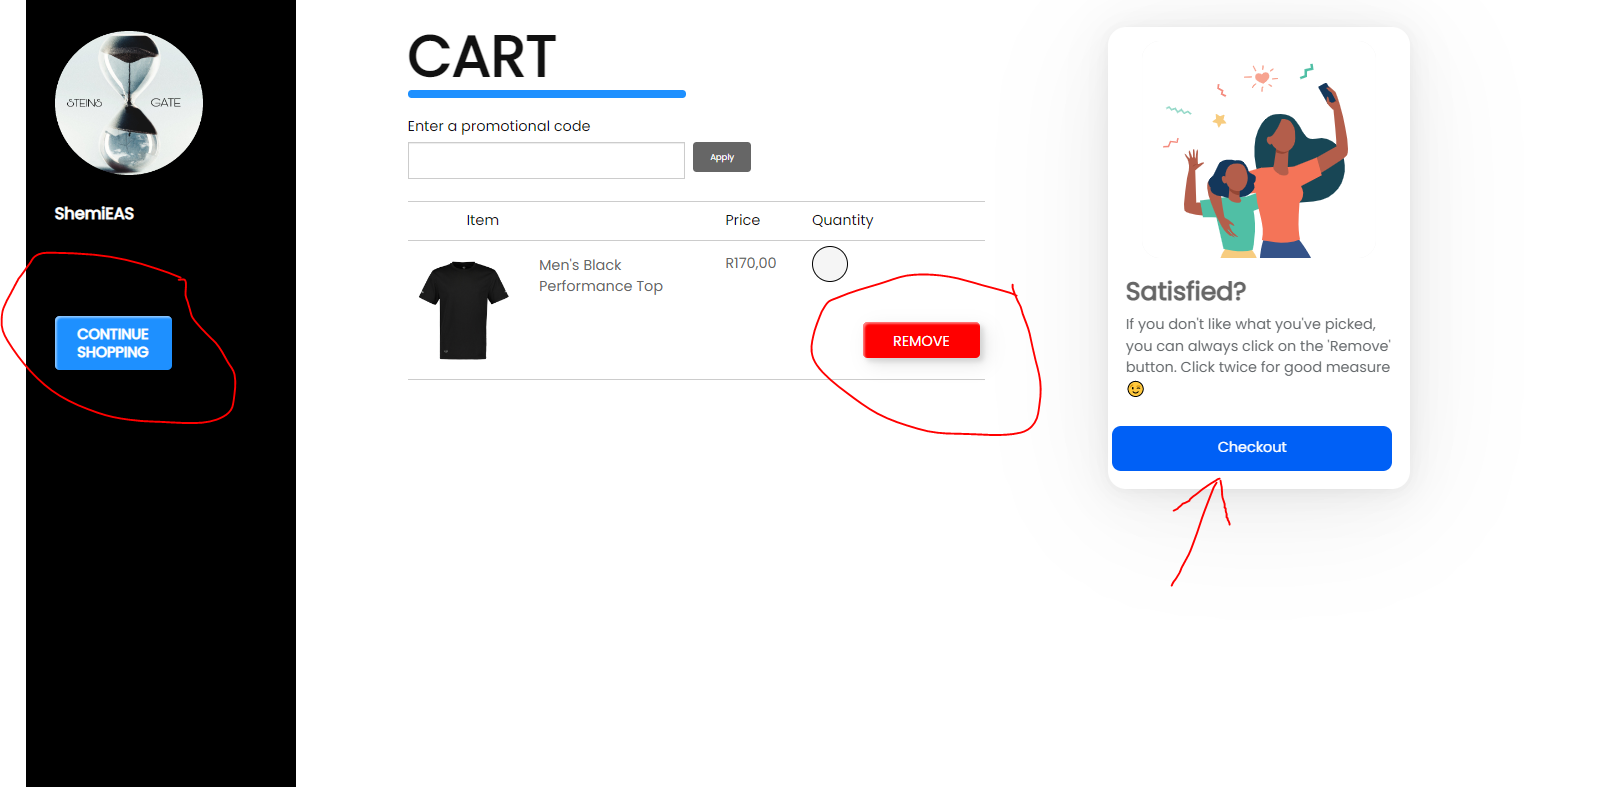 STEINS GATE
ShemiEAS
CONTINUE
SHOPPING
CART
Enter a promotional code
Apply
Item Price Quantity
Men's Black
Performance Top
R170,00
REMOVE
Satisfied?
If you don't like what you've picked,
you can always click on the 'Remove'
button. Click twice for good measure
😉
Checkout